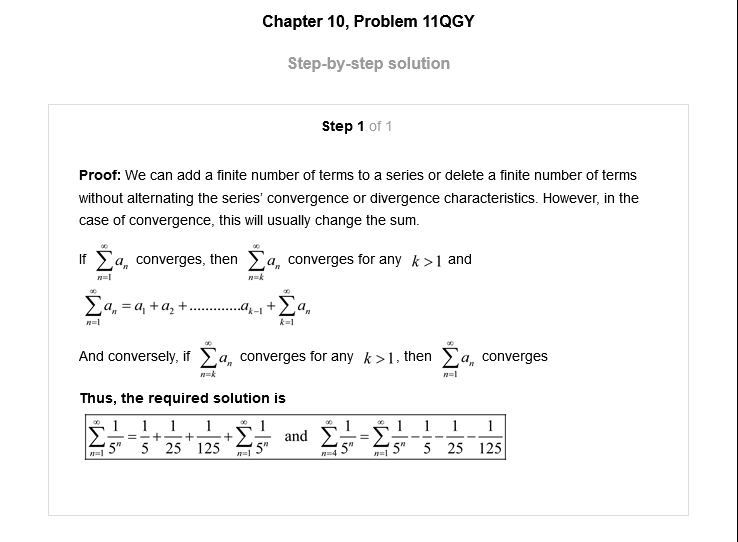 Chapter 10, Problem 11QGY
Step-by-step solution
Step 1 of 1
Proof: We can add a finite number of terms to a series or delete a finite number of terms
without alternating the series' convergence or divergence characteristics. However, in the
case of convergence, this will usually change the sum.
If \sum_{n=1}^{\infty} a_n converges, then \sum_{n=k}^{\infty} a_n converges for any k > 1 and
\sum_{n=1}^{\infty} a_n = a_1 + a_2 + .............a_{k-1} + \sum_{k=1}^{\infty} a_n
And conversely, if \sum_{n=k}^{\infty} a_n converges for any k > 1, then \sum_{n=1}^{\infty} a_n converges
Thus, the required solution is
\sum_{n=1}^{\infty} \frac{1}{5^n} = \frac{1}{5} + \frac{1}{25} + \frac{1}{125} + \sum_{n=1}^{\infty} \frac{1}{5^n} and \sum_{n=4}^{\infty} \frac{1}{5^n} = \sum_{n=1}^{\infty} \frac{1}{5^n} - \frac{1}{5} - \frac{1}{25} - \frac{1}{125}